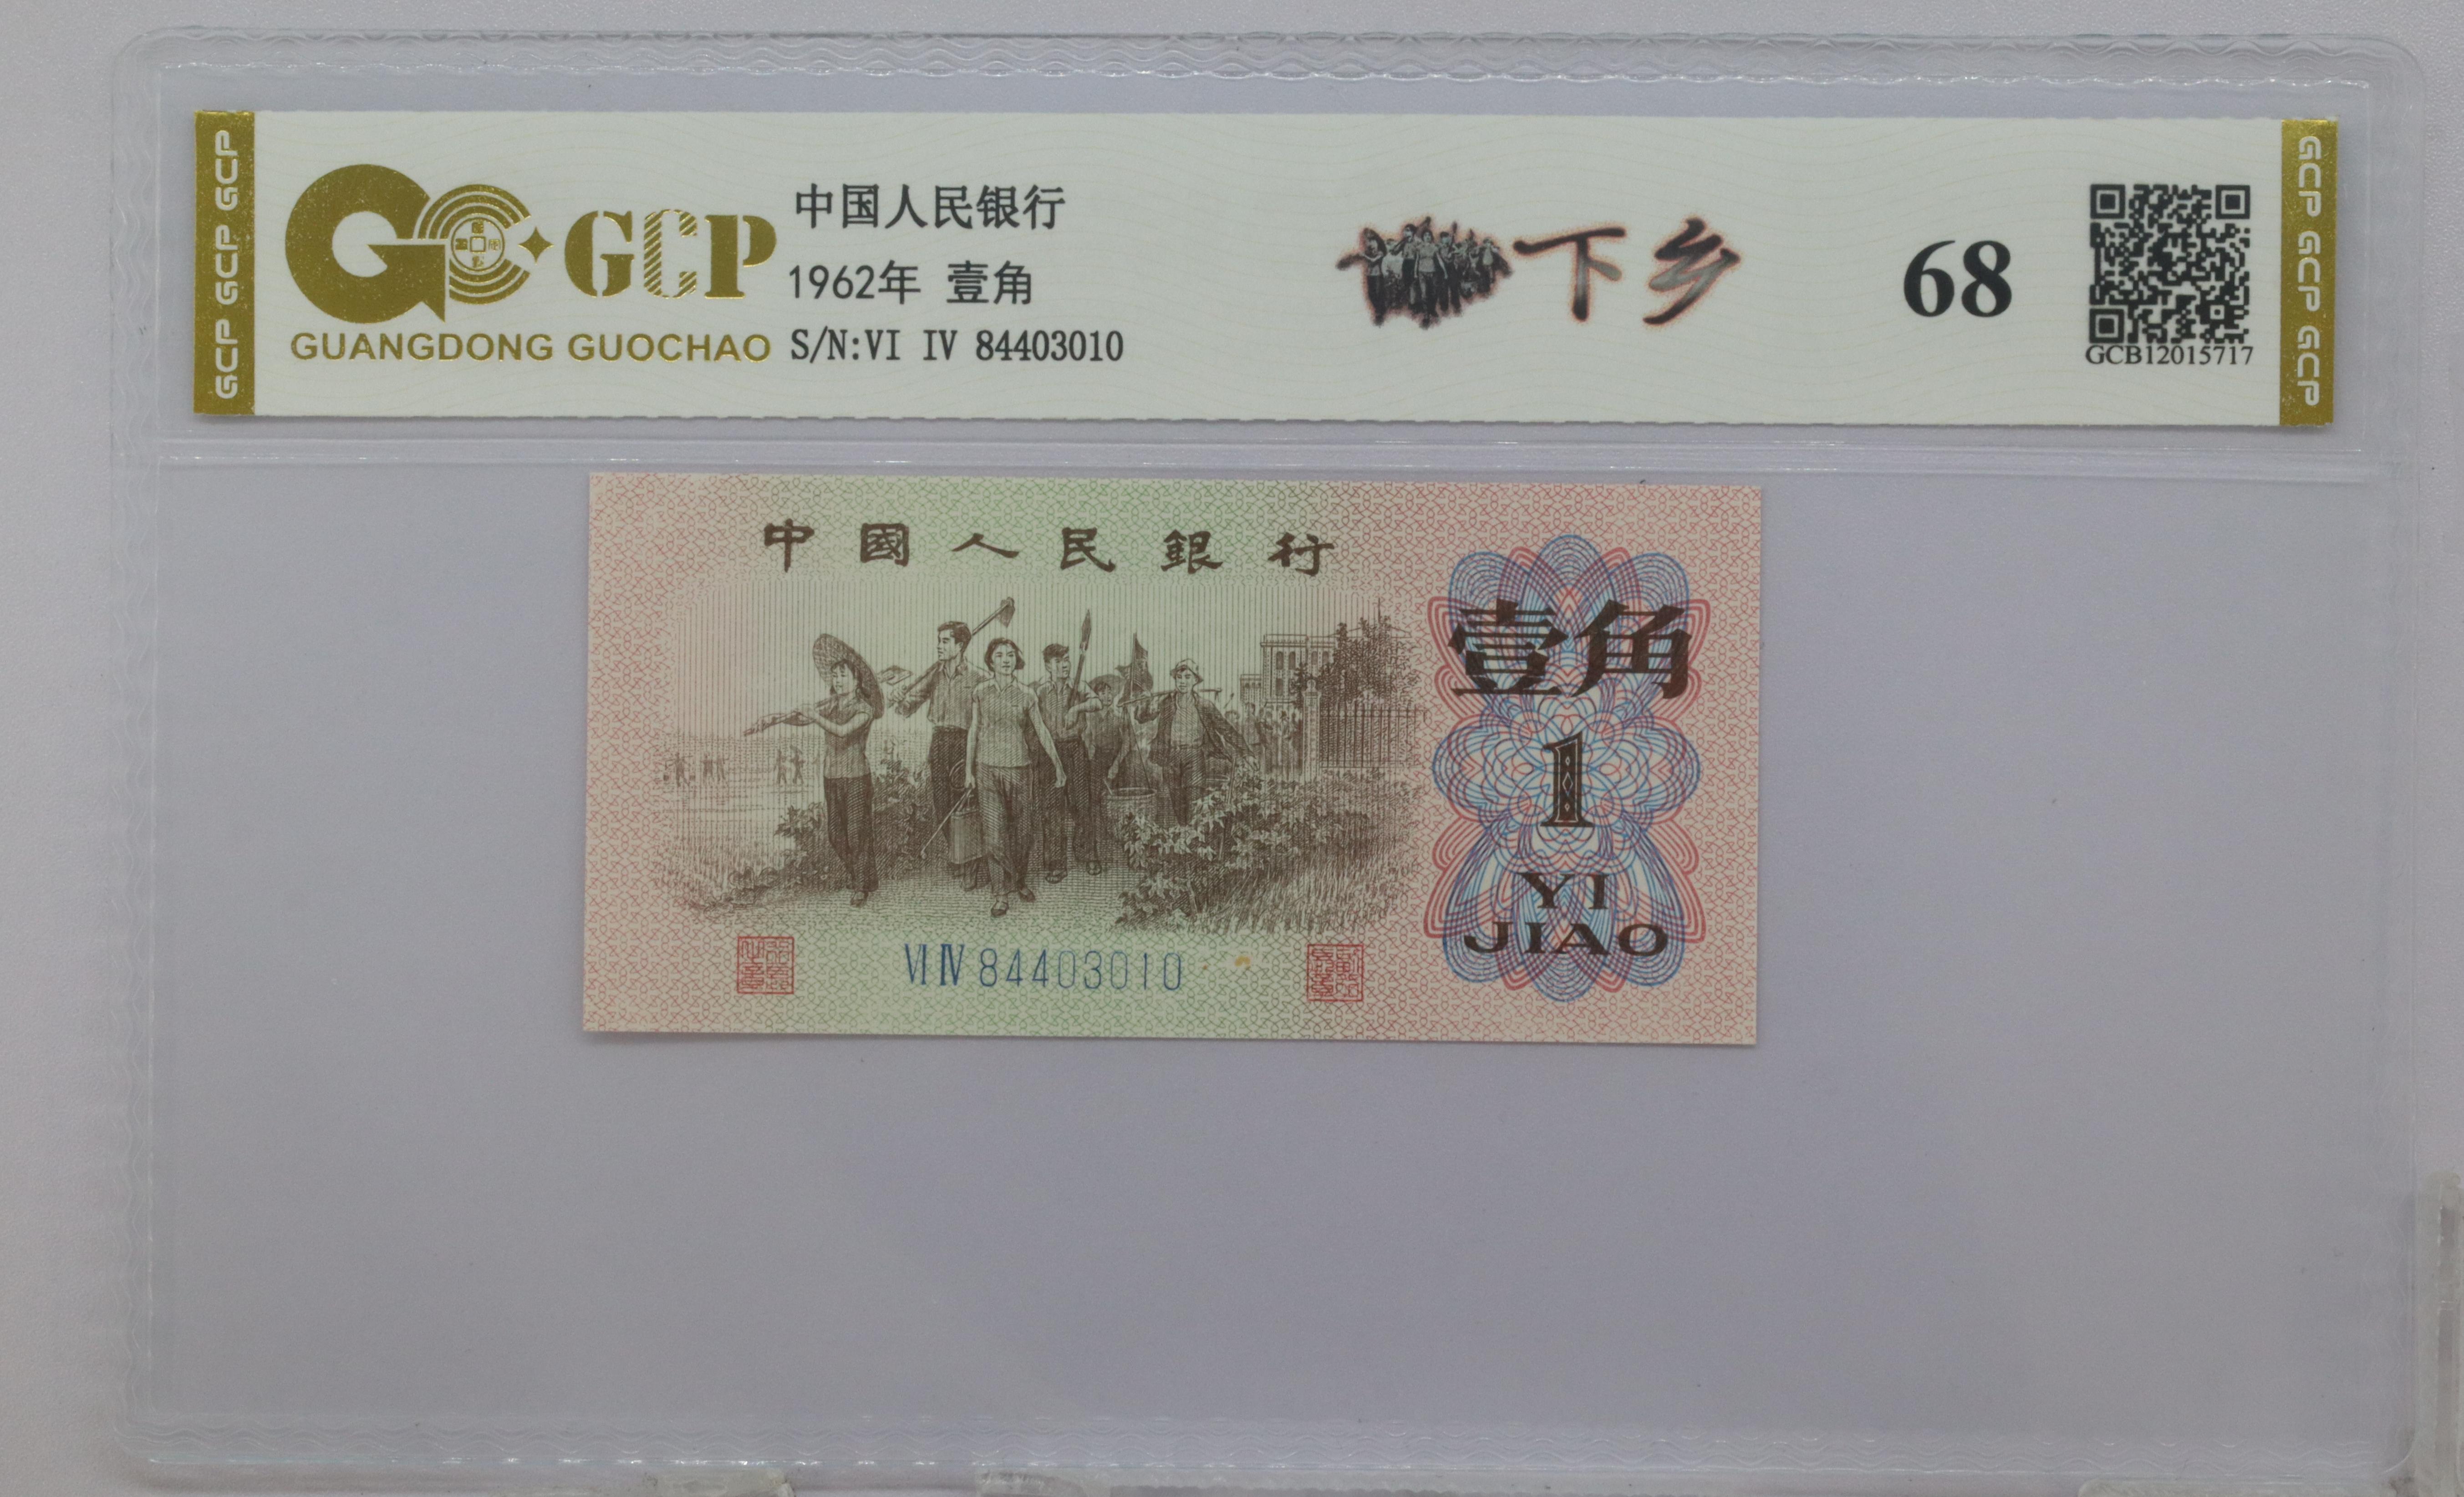 GCP GCP GCP
GCP
GUANGDONG GUOCHAO
中国人民银行
1962年 壹角
S/N:VI IV 84403010
下乡
68
GCB12015717
GCP GCP GCP
中國人民銀行
壹角
1
YI
JIAO
VI IV 84403010